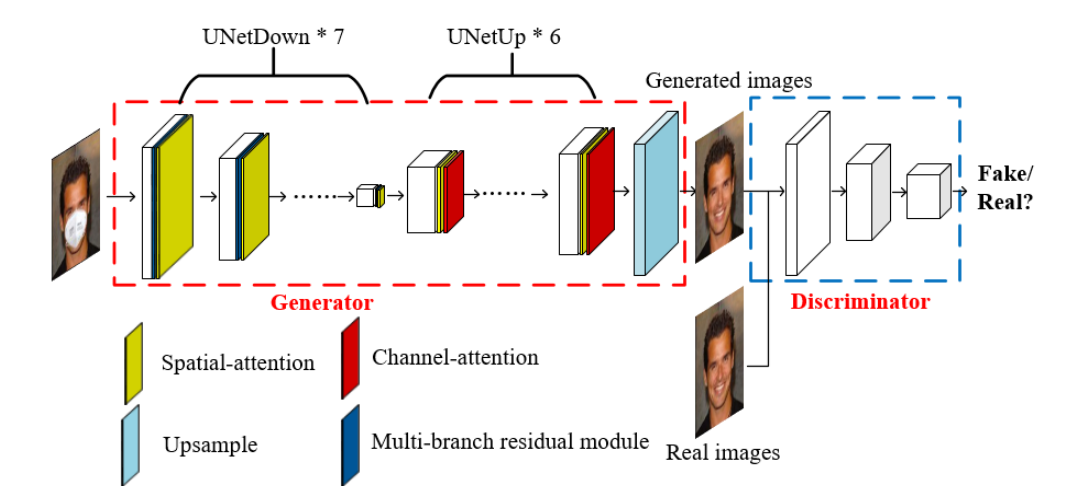 UNetDown * 7
UNetUp * 6
Generated images
Fake/
Real?
Generator
Discriminator
Spatial-attention
Channel-attention
Upsample
Multi-branch residual module
Real images